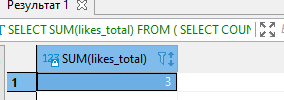 Результат 1
SELECT SUM(likes_total) FROM ( SELECT COUN
123 SUM(likes_total)
1 3